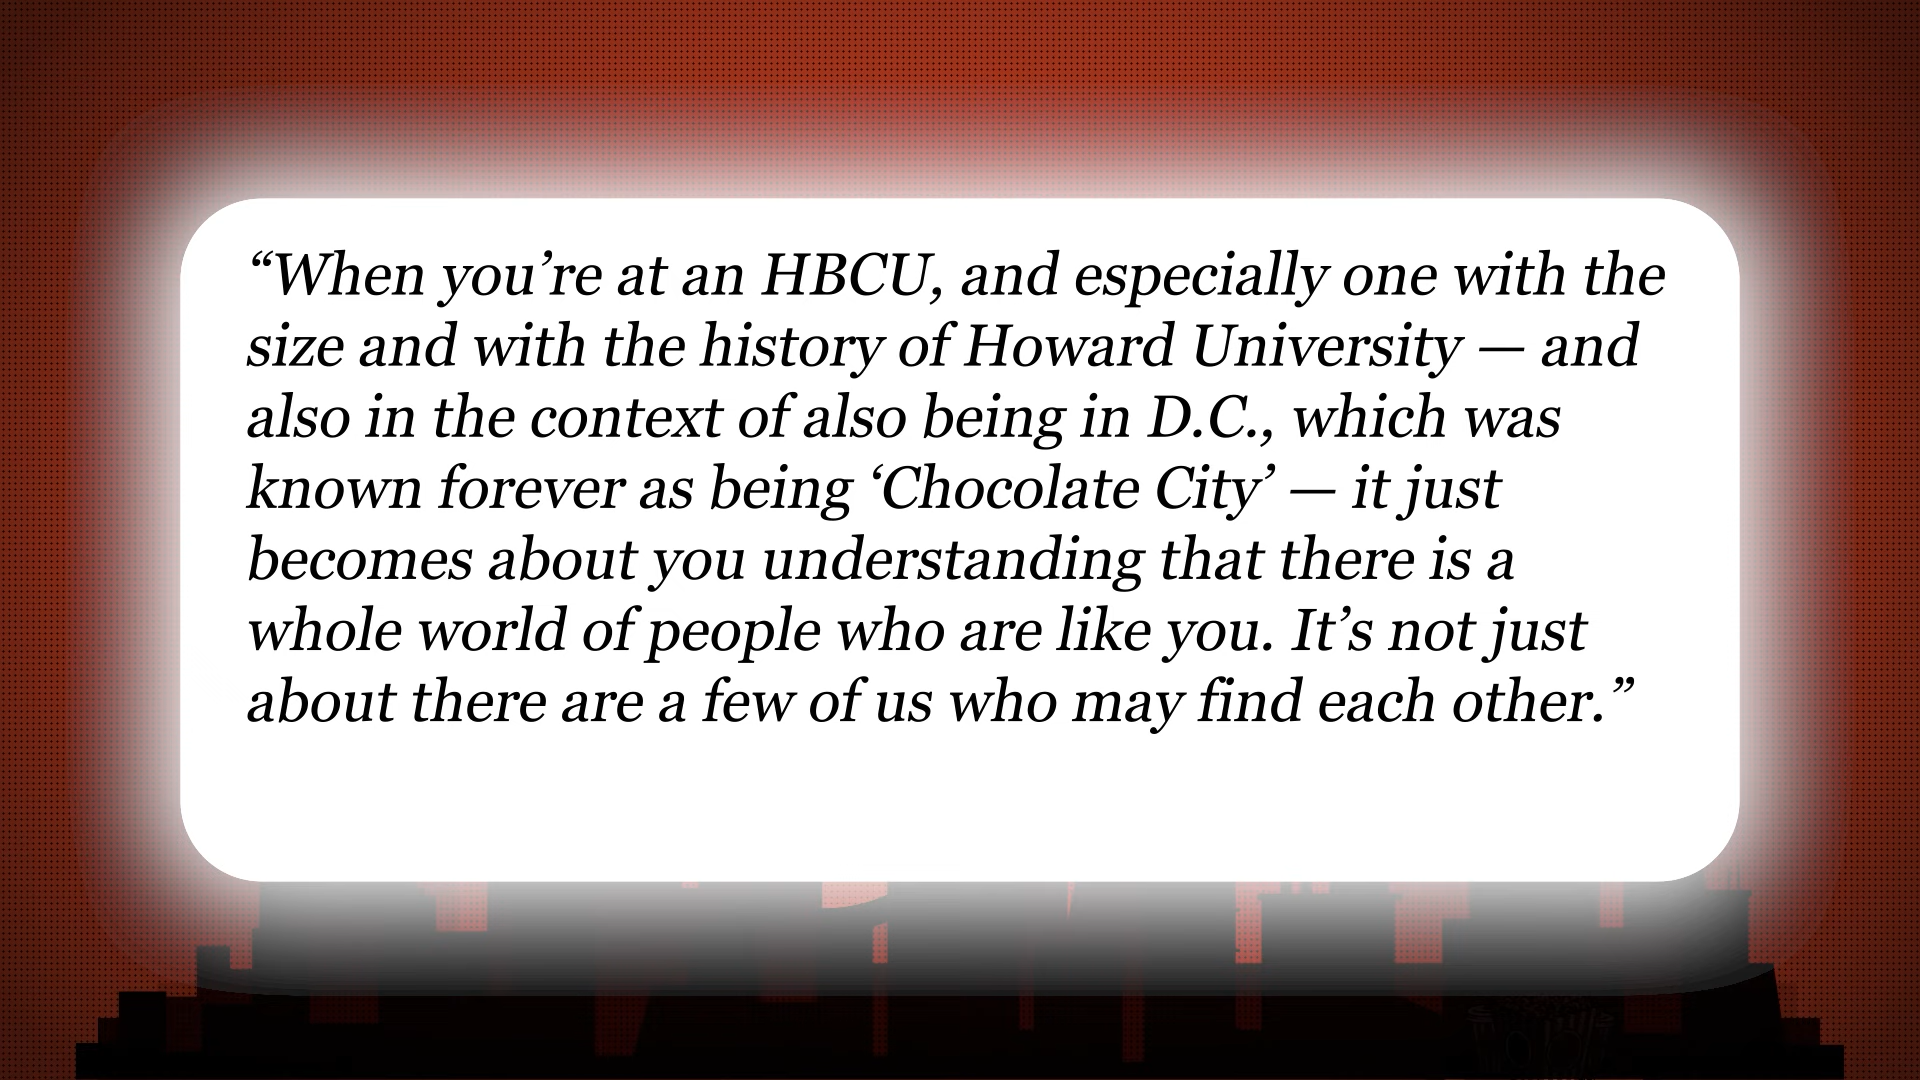 “When you’re at an HBCU, and especially one with the
size and with the history of Howard University — and
also in the context of also being in D.C., which was
known forever as being ‘Chocolate City’ — it just
becomes about you understanding that there is a
whole world of people who are like you. It’s not just
about there are a few of us who may find each other.”